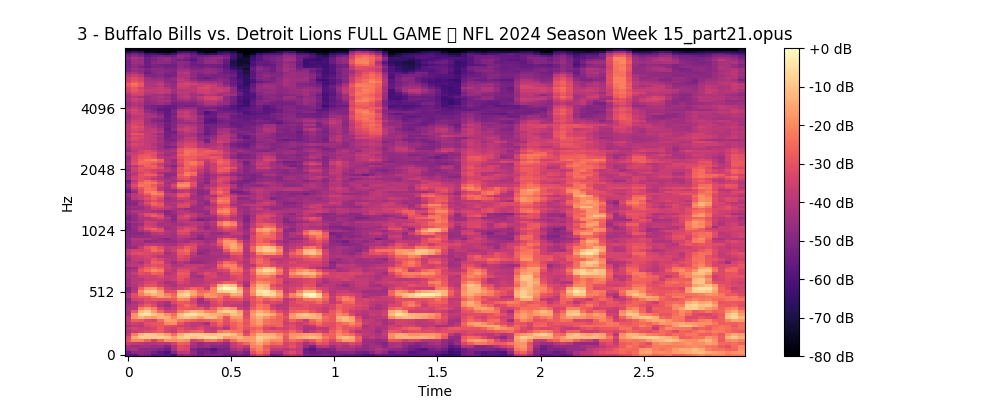 3 - Buffalo Bills vs. Detroit Lions FULL GAME ▯ NFL 2024 Season Week 15_part21.opus
+0 dB
-10 dB
-20 dB
-30 dB
-40 dB
-50 dB
-60 dB
-70 dB
-80 dB
4096
2048
1024
512
0
Hz
0
0.5
1
1.5
2
2.5
Time